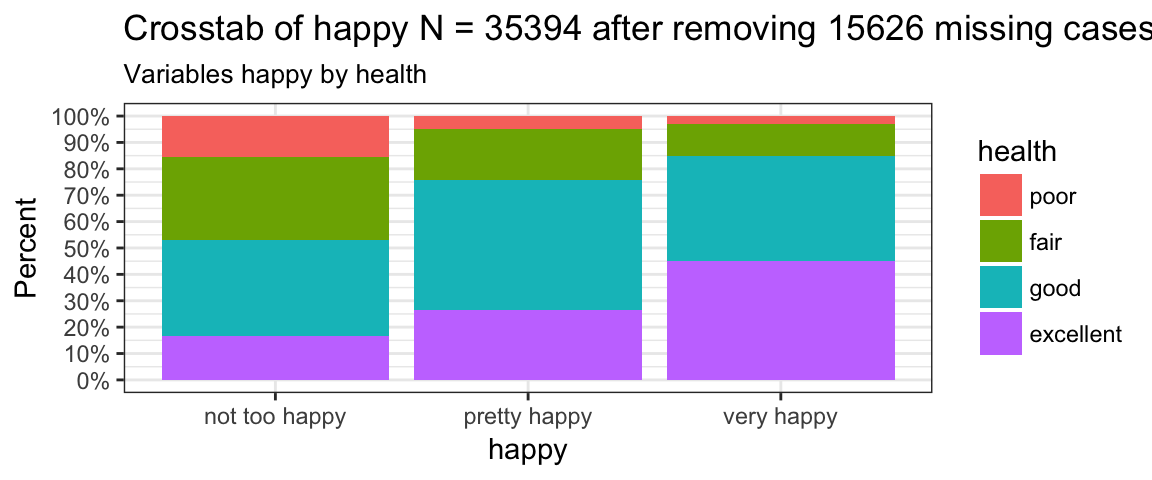 Crosstab of happy N = 35394 after removing 15626 missing cases
Variables happy by health
100%
90%
80%
70%
60%
50%
40%
30%
20%
10%
0%
Percent
not too happy
pretty happy
very happy
happy
health
poor
fair
good
excellent